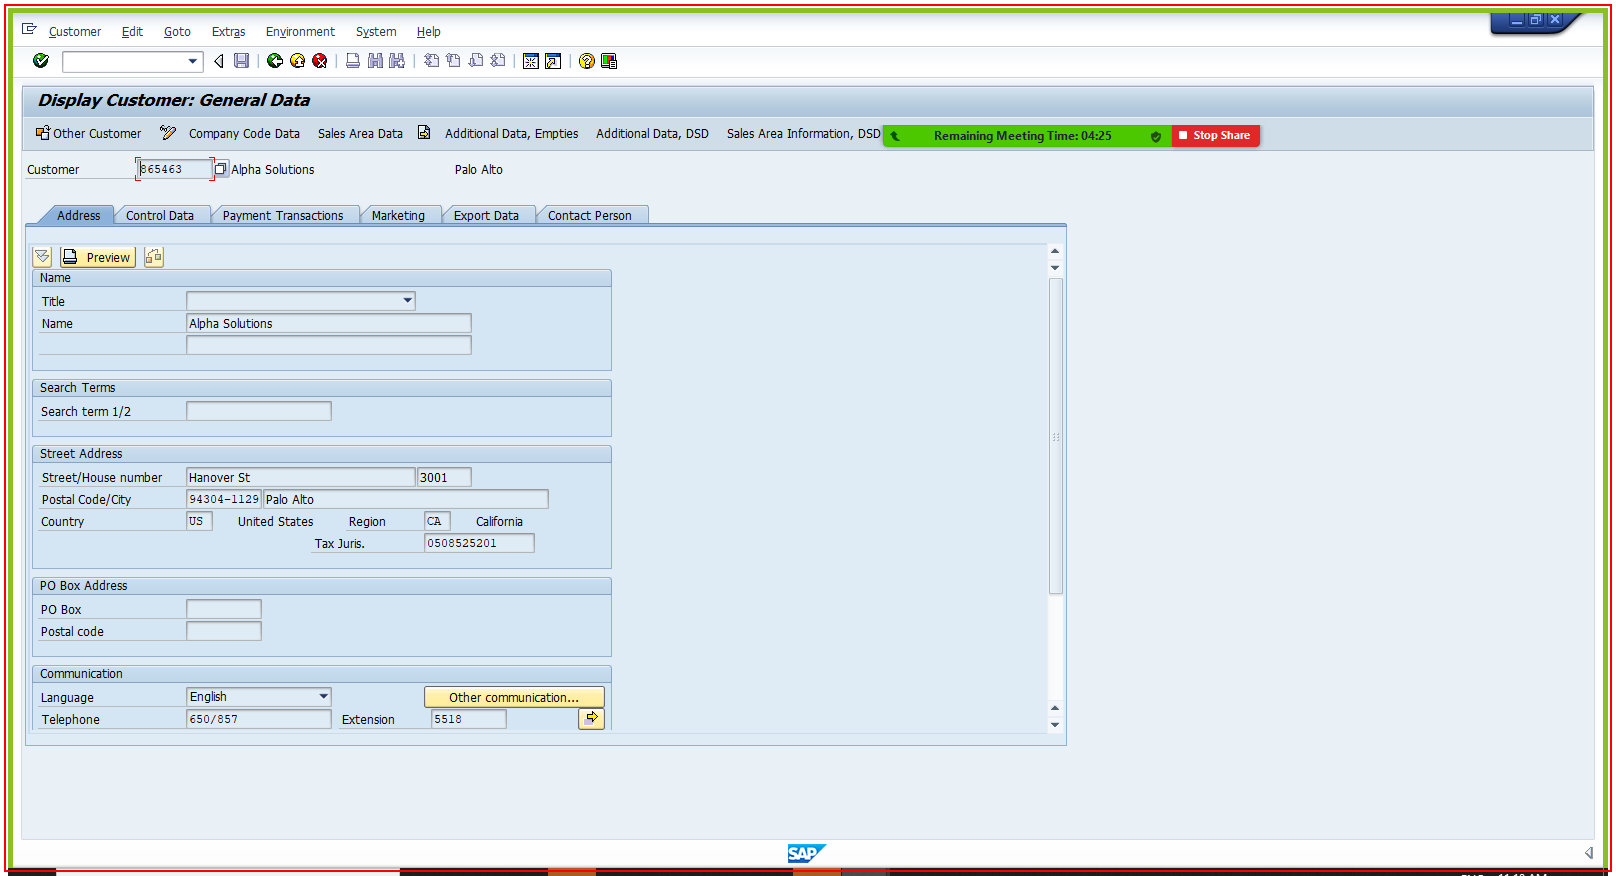 Customer Edit Goto Extras Environment System Help
Display Customer: General Data
Other Customer Company Code Data Sales Area Data Additional Data, Empties Additional Data, DSD Sales Area Information, DSD Remaining Meeting Time: 04:25 Stop Share
Customer 865463 Alpha Solutions Palo Alto
Address Control Data Payment Transactions Marketing Export Data Contact Person
Preview
Name
Title
Name Alpha Solutions
Search Terms
Search term 1/2
Street Address
Street/House number Hanover St 3001
Postal Code/City 94304-1129 Palo Alto
Country US United States Region CA California
Tax Juris. 0508525201
PO Box Address
PO Box
Postal code
Communication
Language English Other communication...
Telephone 650/857 Extension 5518
SAP